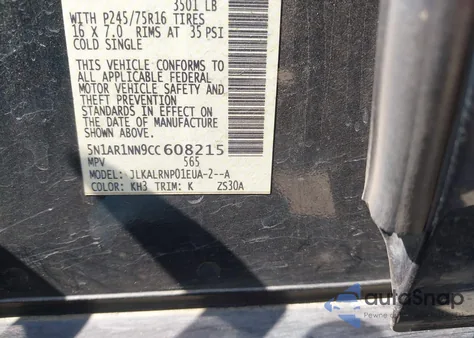 3501 LB
WITH P245/75R16 TIRES
16 X 7.0 RIMS AT 35 PSI
COLD SINGLE
THIS VEHICLE CONFORMS TO
ALL APPLICABLE FEDERAL
MOTOR VEHICLE SAFETY AND
THEFT PREVENTION
STANDARDS IN EFFECT ON
THE DATE OF MANUFACTURE
SHOWN ABOVE.
5N1AR1NN9CC608215
MPV 565
MODEL: JLKALRNP01EUA-2--A
COLOR: KH3 TRIM: K ZS30A
autoSnap